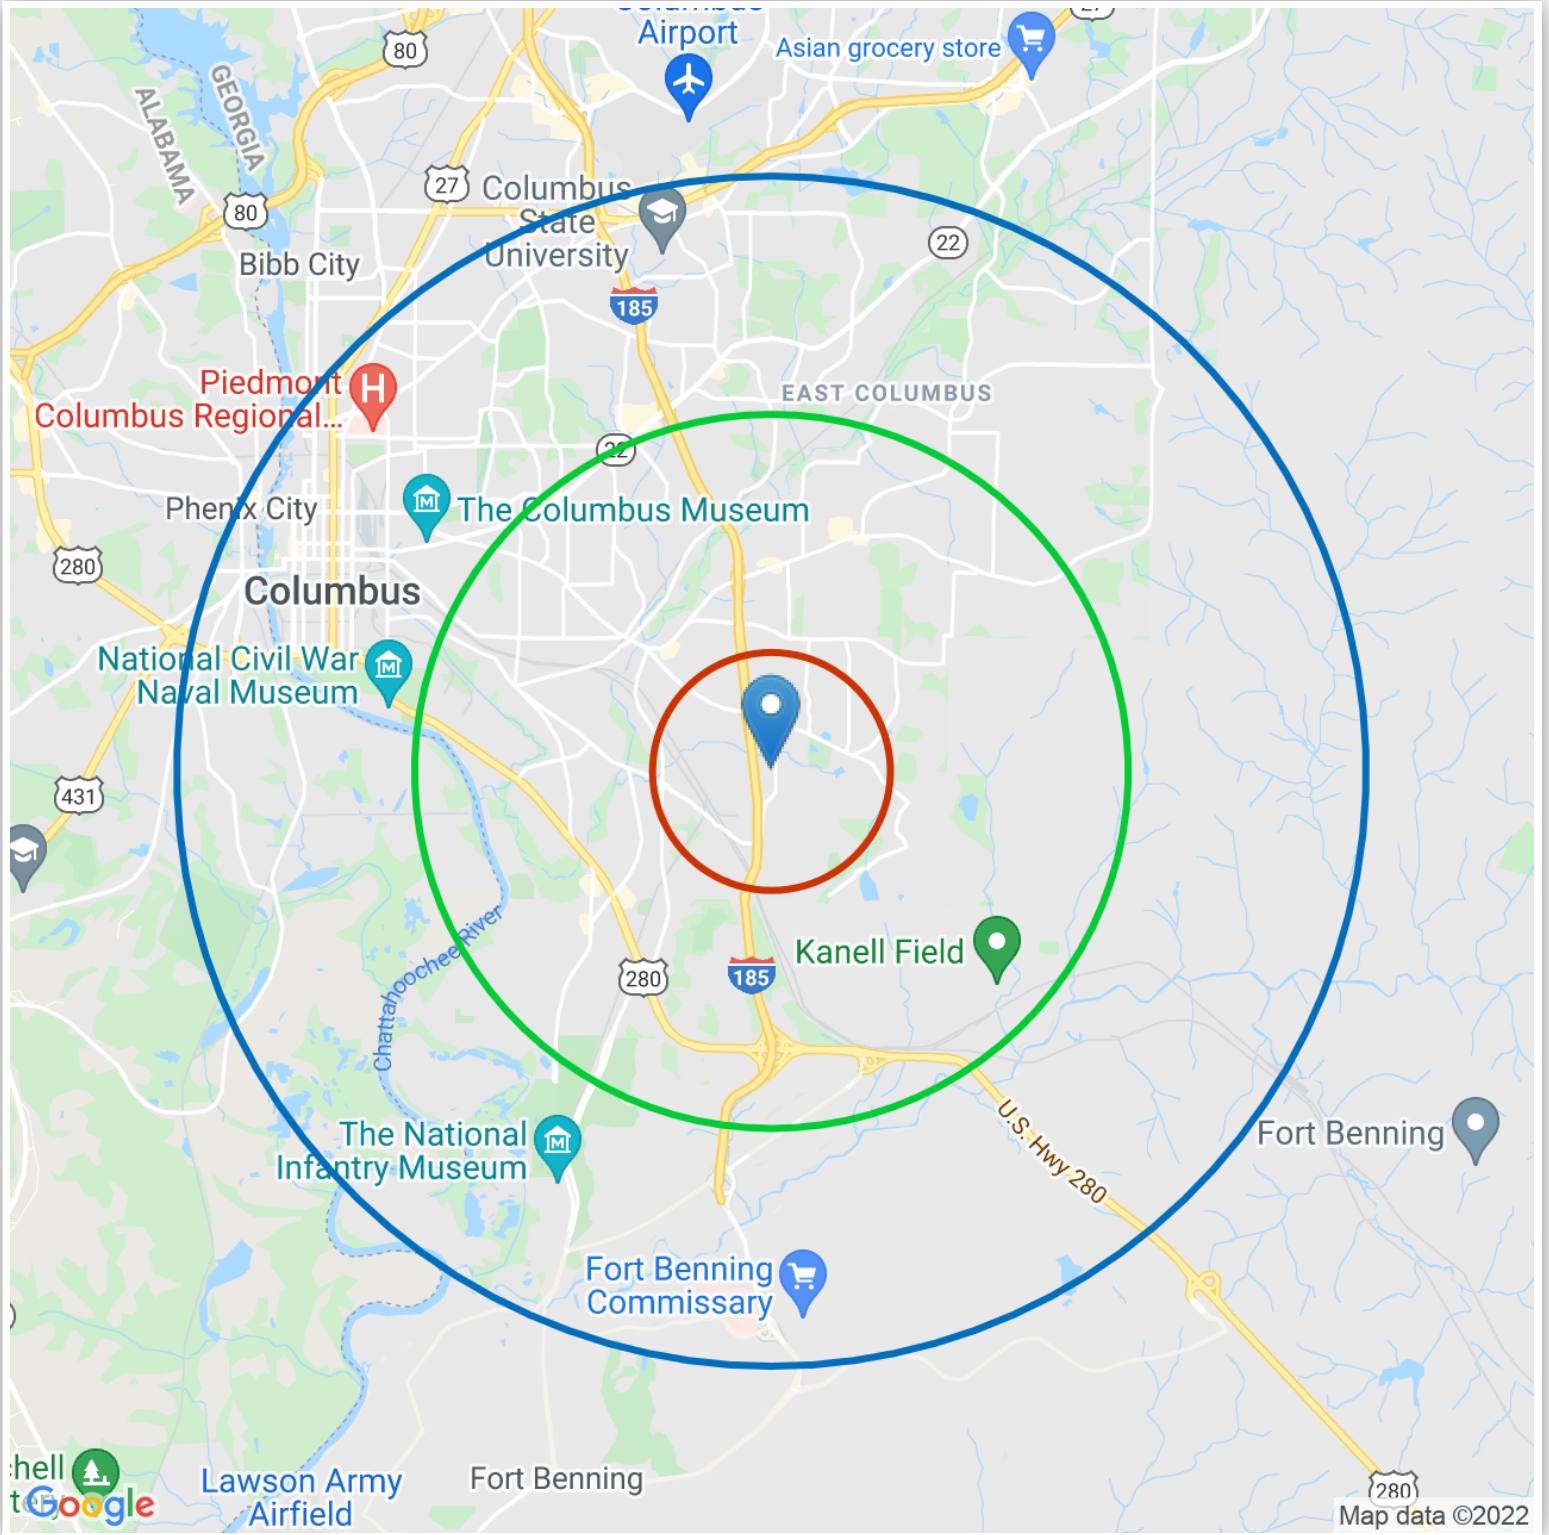 Columbus
Airport
Asian grocery store
27
80
GEORGIA
ALABAMA
27
Columbus
State
University
80
22
Bibb City
185
Piedmont
Columbus Regional...
H
EAST COLUMBUS
22
Phenix City
The Columbus Museum
M
280
Columbus
National Civil War
Naval Museum
M
431
Chattahoochee River
Kanell Field
280
185
The National
Infantry Museum
M
U.S. Hwy 280
Fort Benning
Fort Benning
Commissary
chell
Lawson Army
Airfield
Fort Benning
280
Google
Map data ©2022